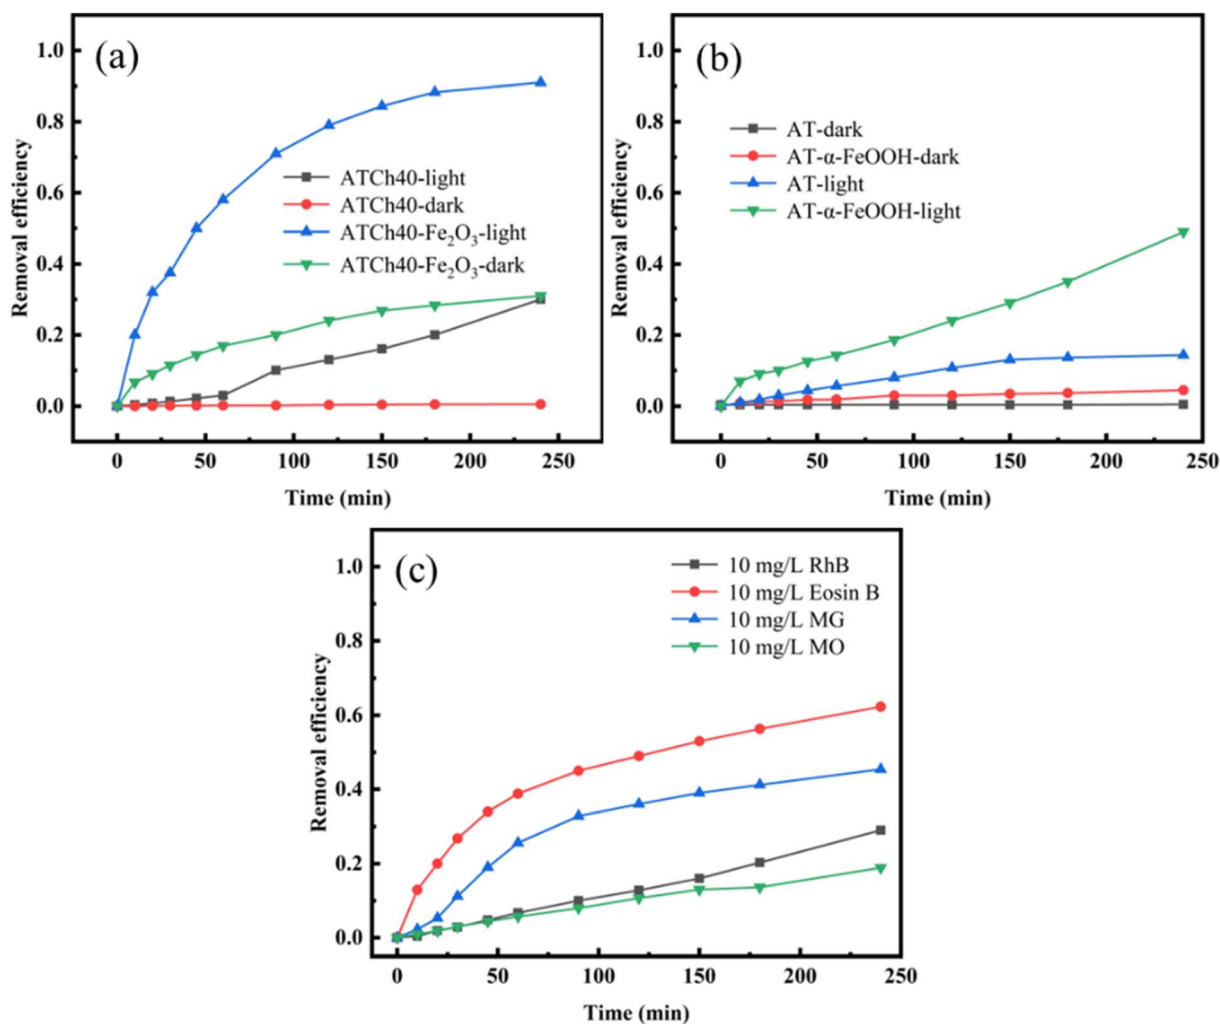 (a)
1.0
0.8
0.6
0.4
0.2
0.0
Removal efficiency
ATCh40-light
ATCh40-dark
ATCh40-Fe₂O₃-light
ATCh40-Fe₂O₃-dark
0 50 100 150 200 250
Time (min)
(b)
1.0
0.8
0.6
0.4
0.2
0.0
Removal efficiency
AT-dark
AT-α-FeOOH-dark
AT-light
AT-α-FeOOH-light
0 50 100 150 200 250
Time (min)
(c)
1.0
0.8
0.6
0.4
0.2
0.0
Removal efficiency
10 mg/L RhB
10 mg/L Eosin B
10 mg/L MG
10 mg/L MO
0 50 100 150 200 250
Time (min)